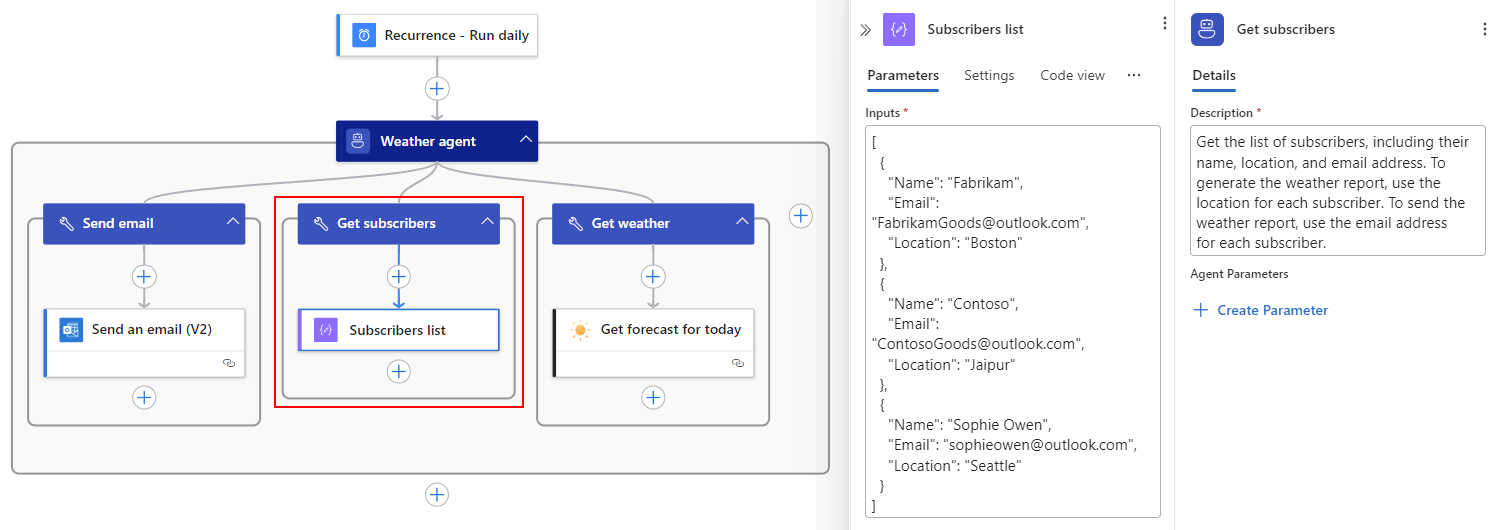 Recurrence - Run daily
Weather agent
Send email
Get subscribers
Get weather
Send an email (V2)
Subscribers list
Get forecast for today
Subscribers list
Parameters
Settings
Code view
Inputs *
[
{
"Name": "Fabrikam",
"Email":
"FabrikamGoods@outlook.com",
"Location": "Boston"
},
{
"Name": "Contoso",
"Email":
"ContosoGoods@outlook.com",
"Location": "Jaipur"
},
{
"Name": "Sophie Owen",
"Email": "sophieowen@outlook.com",
"Location": "Seattle"
}
]
Get subscribers
Details
Description *
Get the list of subscribers, including their
name, location, and email address. To
generate the weather report, use the
location for each subscriber. To send the
weather report, use the email address
for each subscriber.
Agent Parameters
Create Parameter